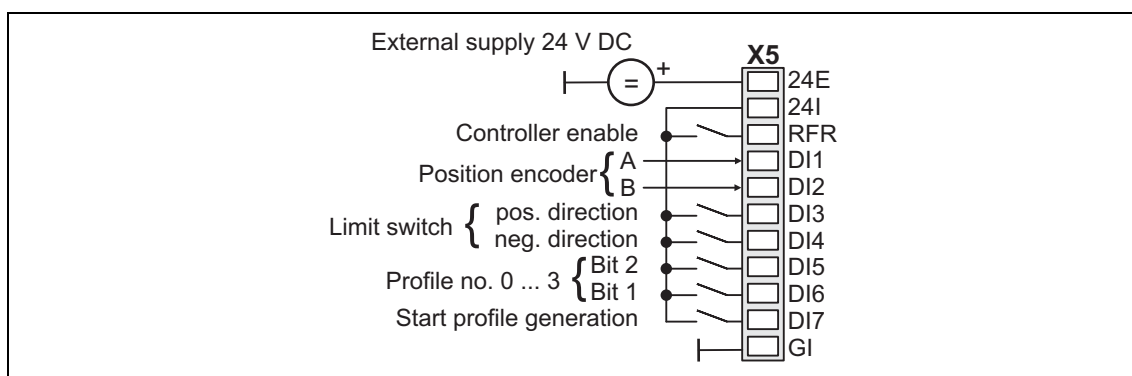 External supply 24 V DC
X5
= +
24E
24I
Controller enable RFR
Position encoder { A DI1
B DI2
Limit switch { pos. direction DI3
neg. direction DI4
Profile no. 0 ... 3 { Bit 2 DI5
Bit 1 DI6
Start profile generation DI7
GI